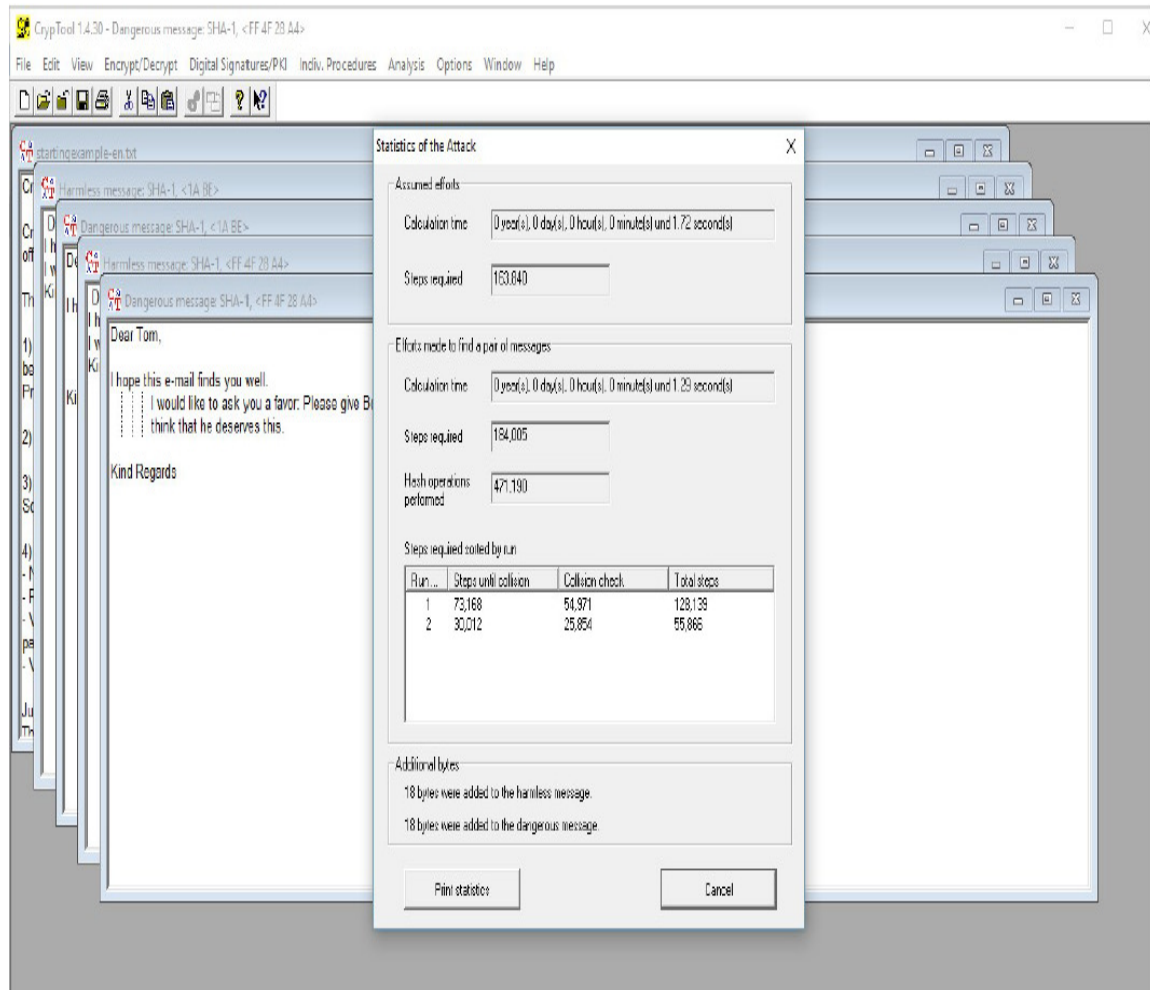 CrypTool 1.4.30 - Dangerous message: SHA-1, <FF 4F 28 A4>
File Edit View Encrypt/Decrypt Digital Signatures/PKI Indiv. Procedures Analysis Options Window Help
startingexample-en.txt
Harmless message: SHA-1, <1A BE>
Dangerous message: SHA-1, <1A BE>
Harmless message: SHA-1, <FF 4F 28 A4>
Dangerous message: SHA-1, <FF 4F 28 A4>
Dear Tom,
I hope this e-mail finds you well.
I would like to ask you a favor: Please give
think that he deserves this.
Kind Regards
Statistics of the Attack
Assumed efforts
Calculation time 0 year(s), 0 day(s), 0 hour(s), 0 minute(s) und 1.72 second(s)
Steps required 163,840
Efforts made to find a pair of messages
Calculation time 0 year(s), 0 day(s), 0 hour(s), 0 minute(s) und 1.29 second(s)
Steps required 184,005
Hash operations
performed 471,190
Steps required sorted by run
Run... Steps until collision Collision check Total steps
1 73,168 54,971 128,139
2 30,012 25,854 55,866
Additional bytes
18 bytes were added to the harmless message.
18 bytes were added to the dangerous message.
Print statistics Cancel